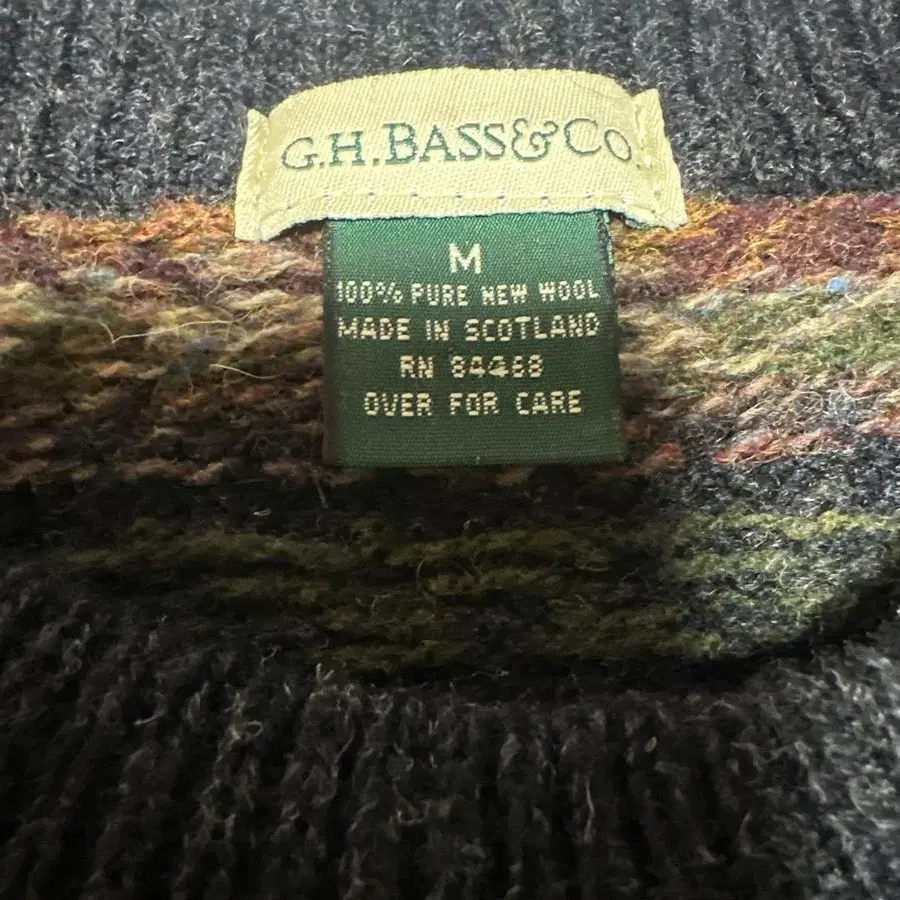 G.H.BASS&CO.
M
100% PURE NEW WOOL
MADE IN SCOTLAND
RN 84468
OVER FOR CARE